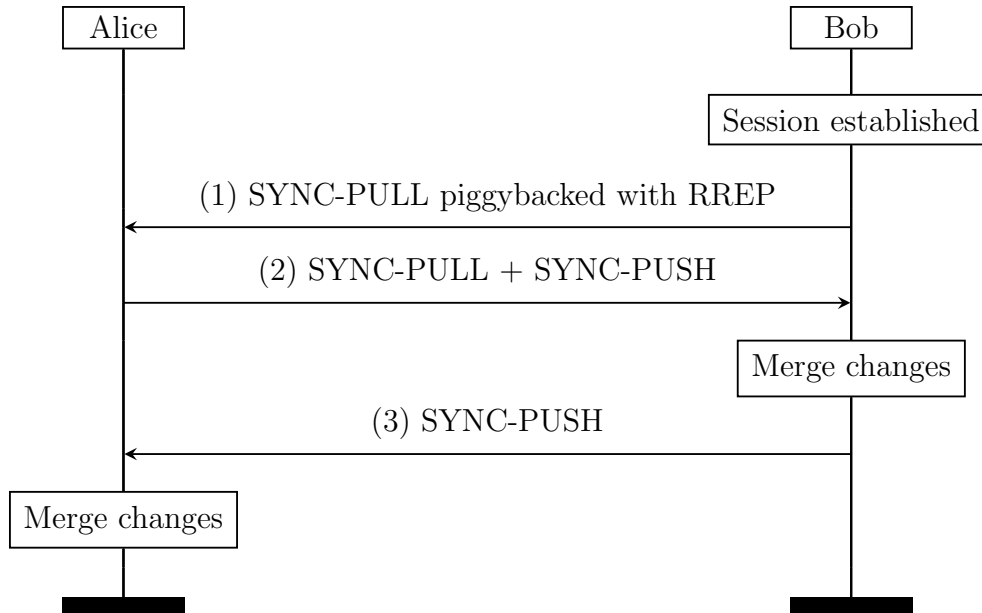 Alice
Bob
Session established
(1) SYNC-PULL piggybacked with RREP
(2) SYNC-PULL + SYNC-PUSH
Merge changes
(3) SYNC-PUSH
Merge changes